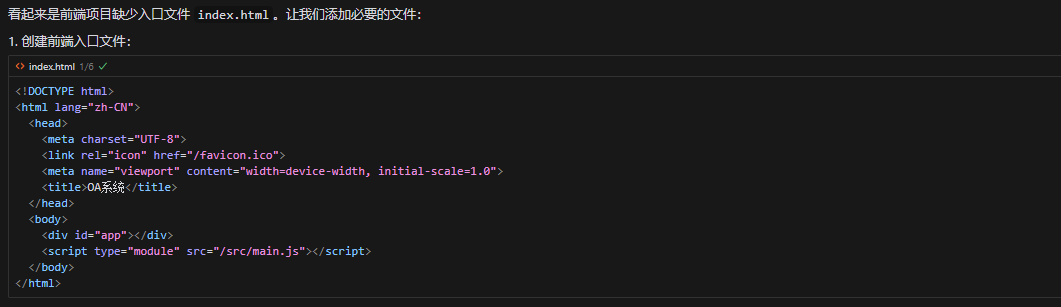 看起来是前端项目缺少入口文件 index.html 。让我们添加必要的文件：
1. 创建前端入口文件：
<> index.html 1/6 ✓
<!DOCTYPE html>
<html lang="zh-CN">
  <head>
    <meta charset="UTF-8">
    <link rel="icon" href="/favicon.ico">
    <meta name="viewport" content="width=device-width, initial-scale=1.0">
    <title>OA系统</title>
  </head>
  <body>
    <div id="app"></div>
    <script type="module" src="/src/main.js"></script>
  </body>
</html>